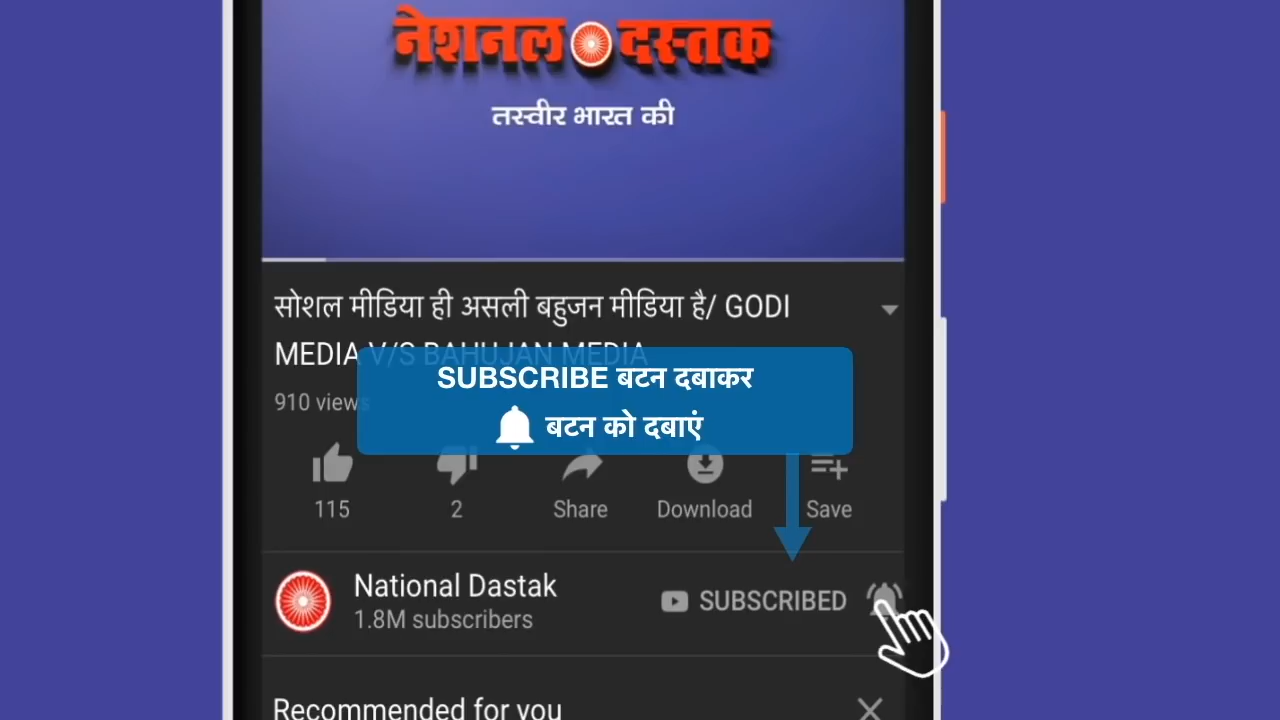 नेशनल दस्तक
तस्वीर भारत की
सोशल मीडिया ही असली बहुजन मीडिया है/ GODI
MEDIA V/S BAHUJAN MEDIA
910 views
SUBSCRIBE बटन दबाकर
बटन को दबाएं
115
2
Share
Download
Save
National Dastak
1.8M subscribers
SUBSCRIBED
Recommended for you